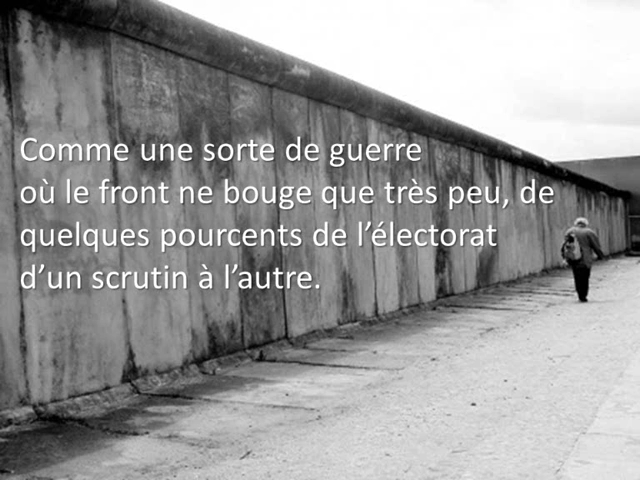 Comme une sorte de guerre
où le front ne bouge que très peu, de
quelques pourcents de l’électorat
d’un scrutin à l’autre.